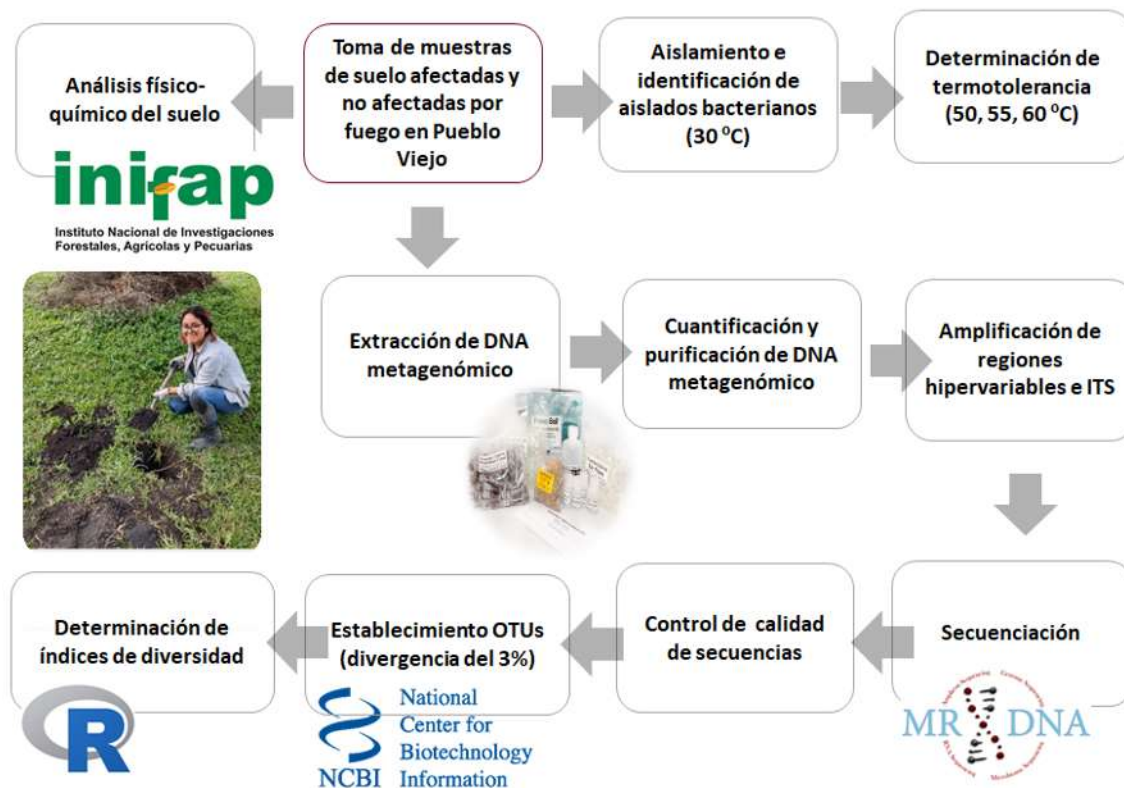 Análisis físico-
químico del suelo
Toma de muestras
de suelo afectadas y
no afectadas por
fuego en Pueblo
Viejo
Aislamiento e
identificación de
aislados bacterianos
(30 ⁰C)
Determinación de
termotolerancia
(50, 55, 60 ⁰C)
inifap
Instituto Nacional de Investigaciones
Forestales, Agrícolas y Pecuarias
Extracción de DNA
metagenómico
Cuantificación y
purificación de DNA
metagenómico
Amplificación de
regiones
hipervariables e ITS
Determinación de
índices de diversidad
Establecimiento OTUs
(divergencia del 3%)
Control de calidad
de secuencias
Secuenciación
R
National
Center for
Biotechnology
Information
NCBI
MR DNA